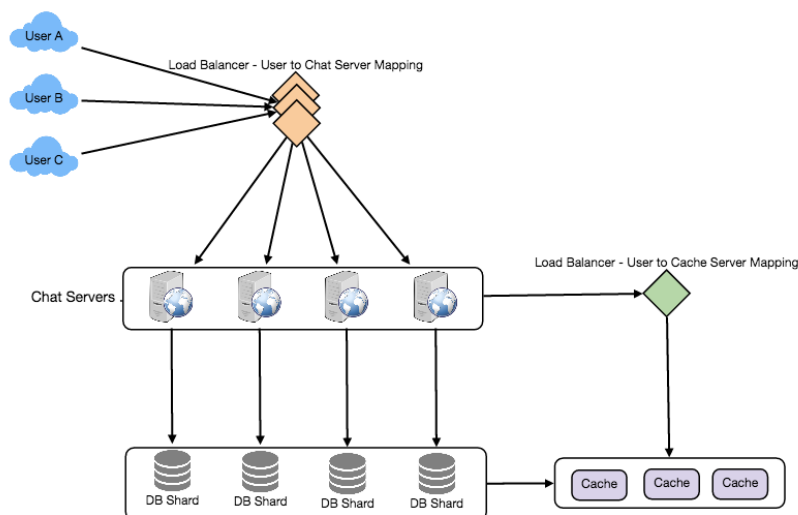 User A
Load Balancer - User to Chat Server Mapping
User B
User C
Load Balancer - User to Cache Server Mapping
Chat Servers
DB Shard
DB Shard
DB Shard
DB Shard
Cache
Cache
Cache